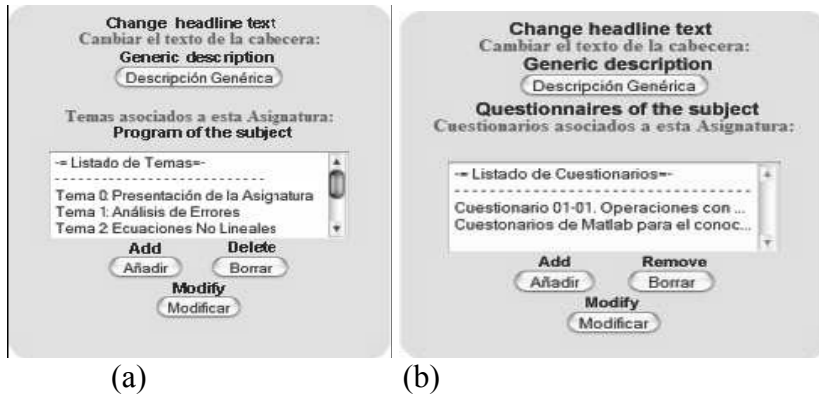 Change headline text
Cambiar el texto de la cabecera:
Generic description
Descripción Genérica
Temas asociados a esta Asignatura:
Program of the subject
-= Listado de Temas=-
- - - - - - - - - - - - - - - - - - - - - - - - -
Tema 0: Presentación de la Asignatura
Tema 1: Análisis de Errores
Tema 2: Ecuaciones No Lineales
Add Delete
Añadir Borrar
Modify
Modificar
(a)
Change headline text
Cambiar el texto de la cabecera:
Generic description
Descripción Genérica
Questionnaires of the subject
Cuestionarios asociados a esta Asignatura:
-= Listado de Cuestionarios=-
- - - - - - - - - - - - - - - - - - - - - - - - - - - - - - -
Cuestionario 01-01. Operaciones con ...
Cuestonarios de Matlab para el conoc...
Add Remove
Añadir Borrar
Modify
Modificar
(b)